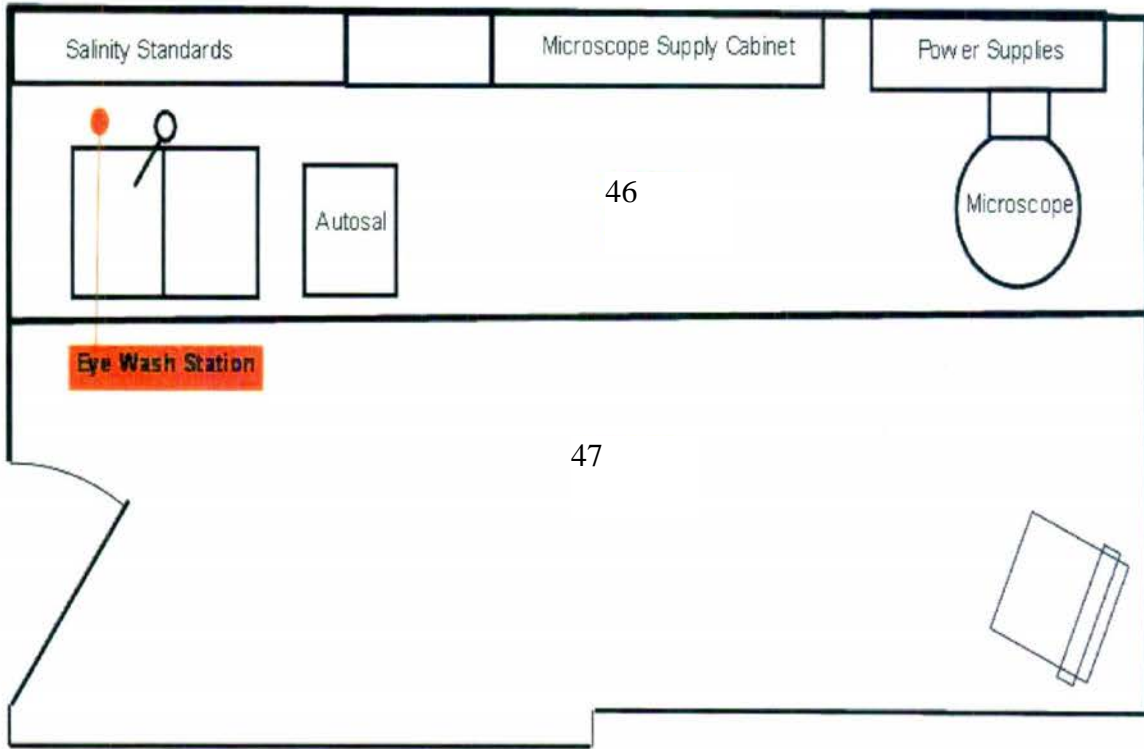 Salinity Standards
Microscope Supply Cabinet
Power Supplies
46
Microscope
Autosal
Eye Wash Station
47